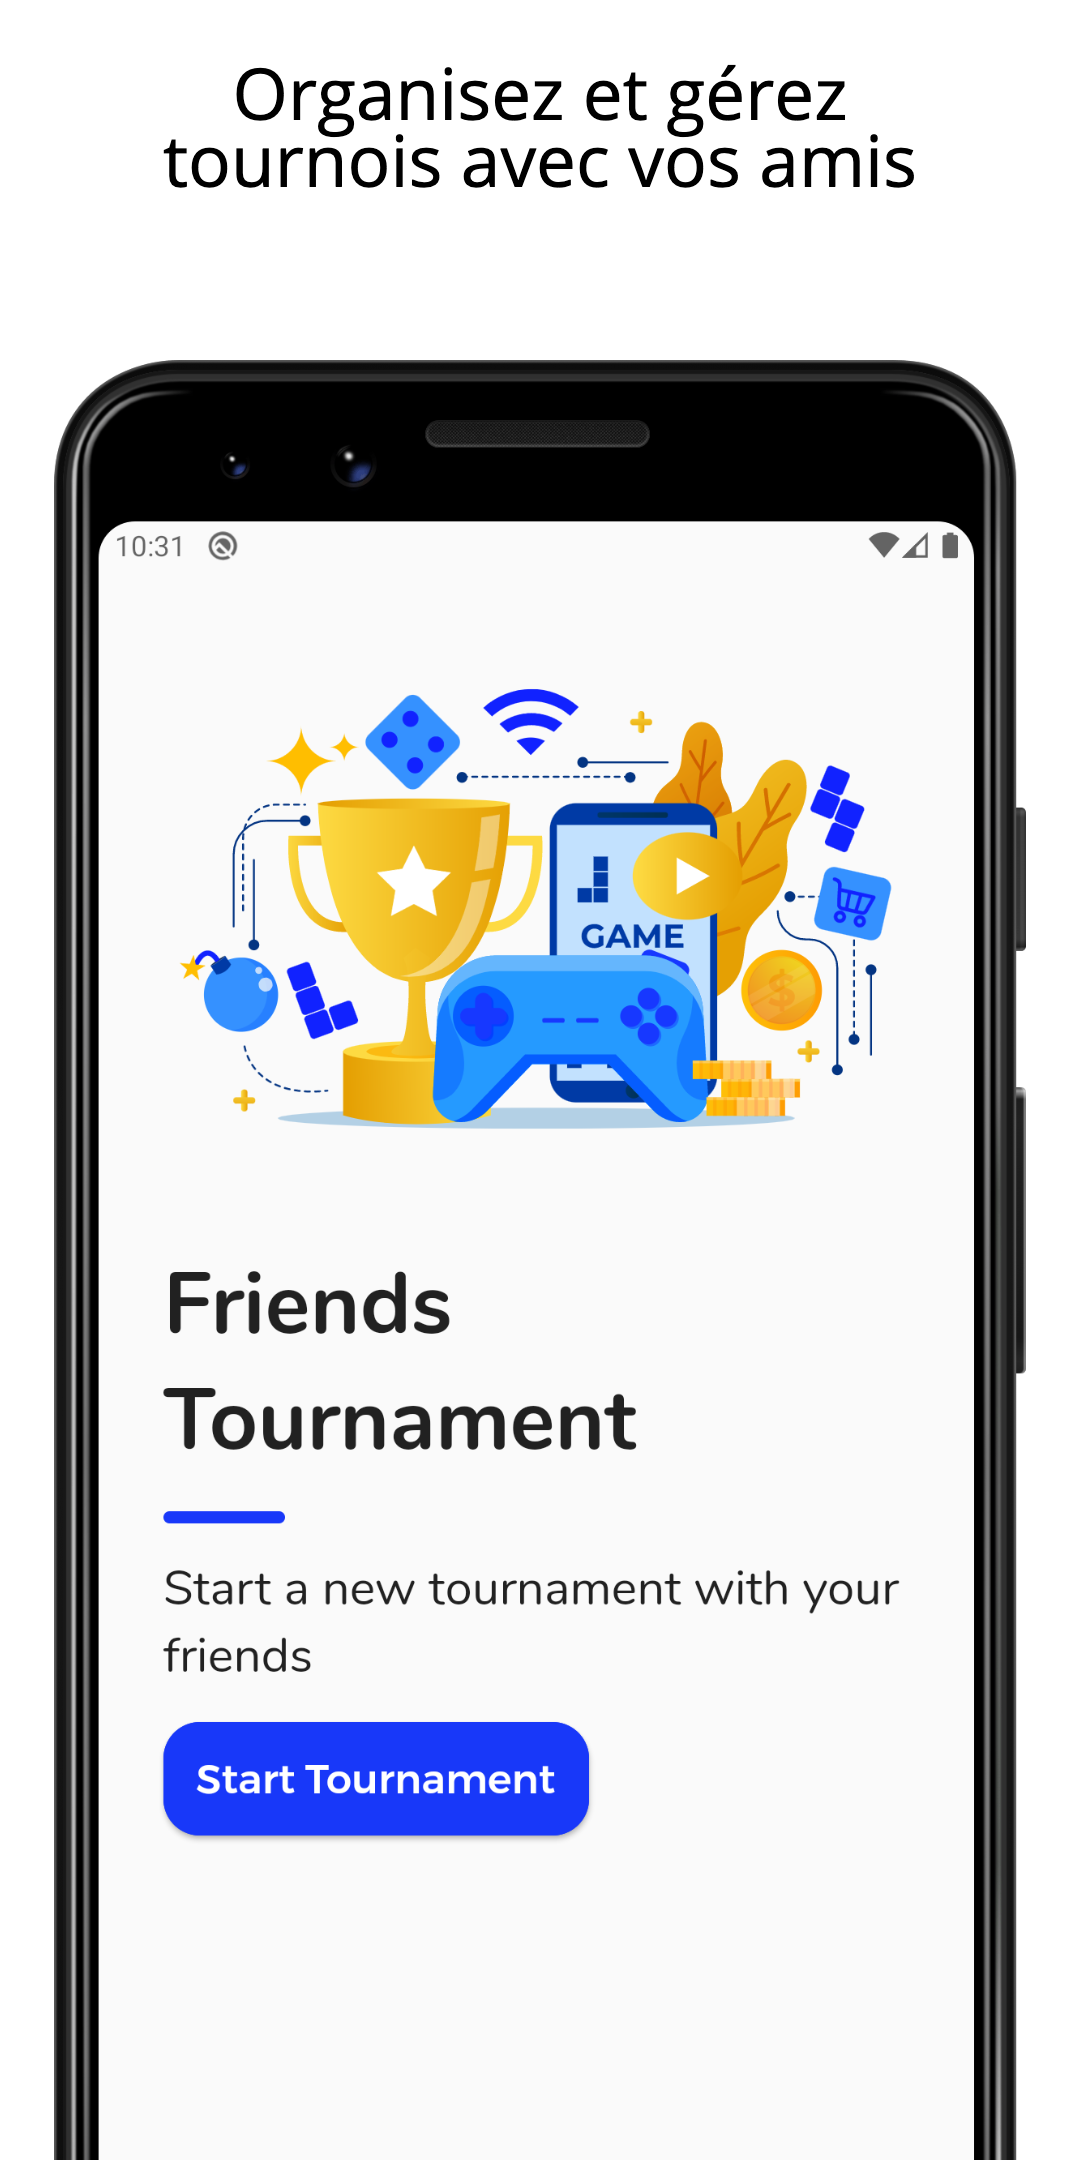 Organisez et gérez
tournois avec vos amis
10:31
GAME
$
Friends
Tournament
Start a new tournament with your
friends
Start Tournament